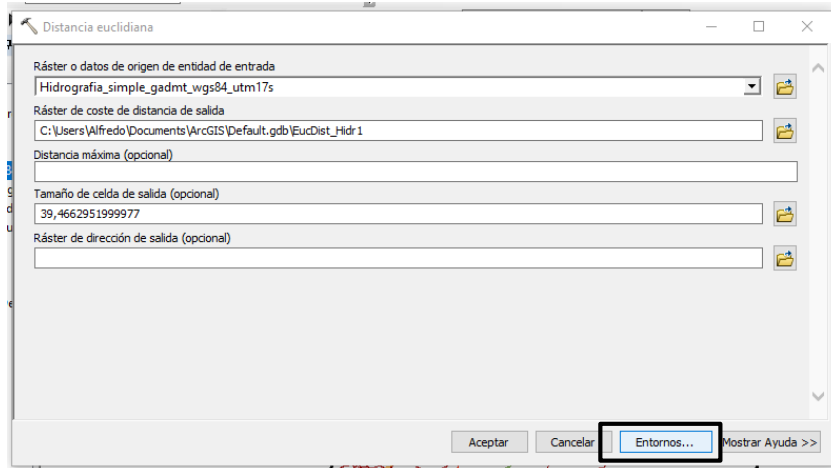 Distancia euclidiana
Ráster o datos de origen de entidad de entrada
Hidrografia_simple_gadmt_wgs84_utm17s
Ráster de coste de distancia de salida
C:\Users\Alfredo\Documents\ArcGIS\Default.gdb\EucDist_Hidr1
Distancia máxima (opcional)
Tamaño de celda de salida (opcional)
39,4662951999977
Ráster de dirección de salida (opcional)
Aceptar Cancelar Entornos... Mostrar Ayuda >>